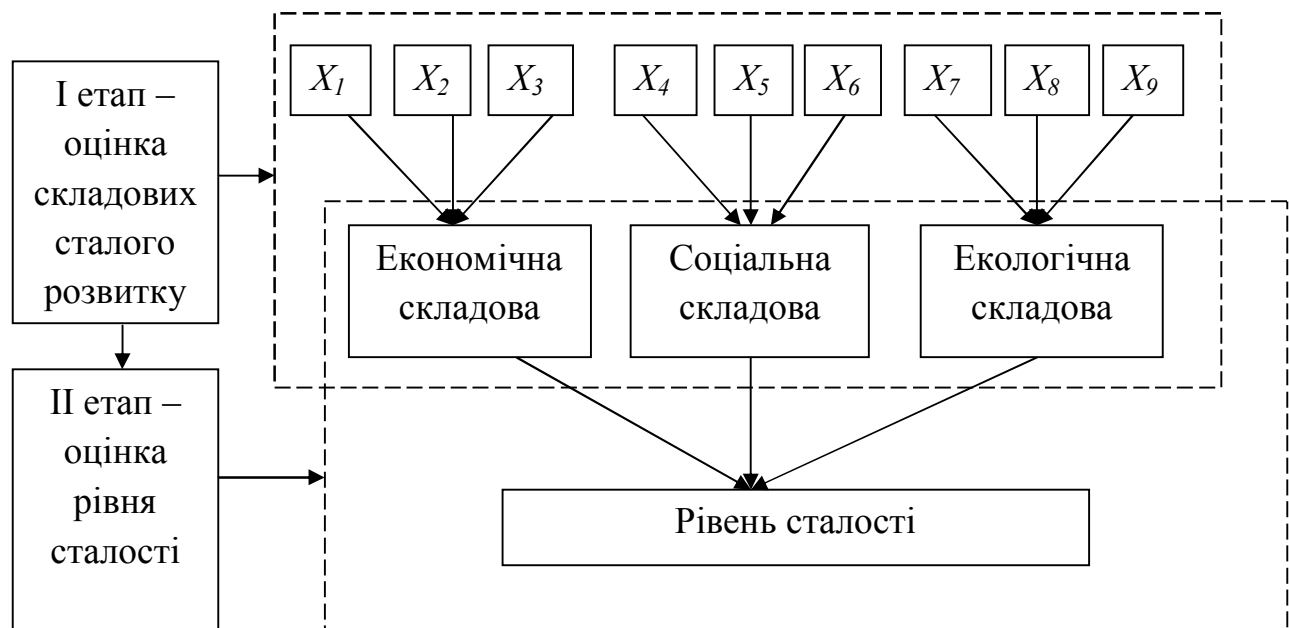 І етап –
оцінка
складових
сталого
розвитку
X1 X2 X3 X4 X5 X6 X7 X8 X9
Економічна
складова
Соціальна
складова
Екологічна
складова
ІІ етап –
оцінка
рівня
сталості
Рівень сталості